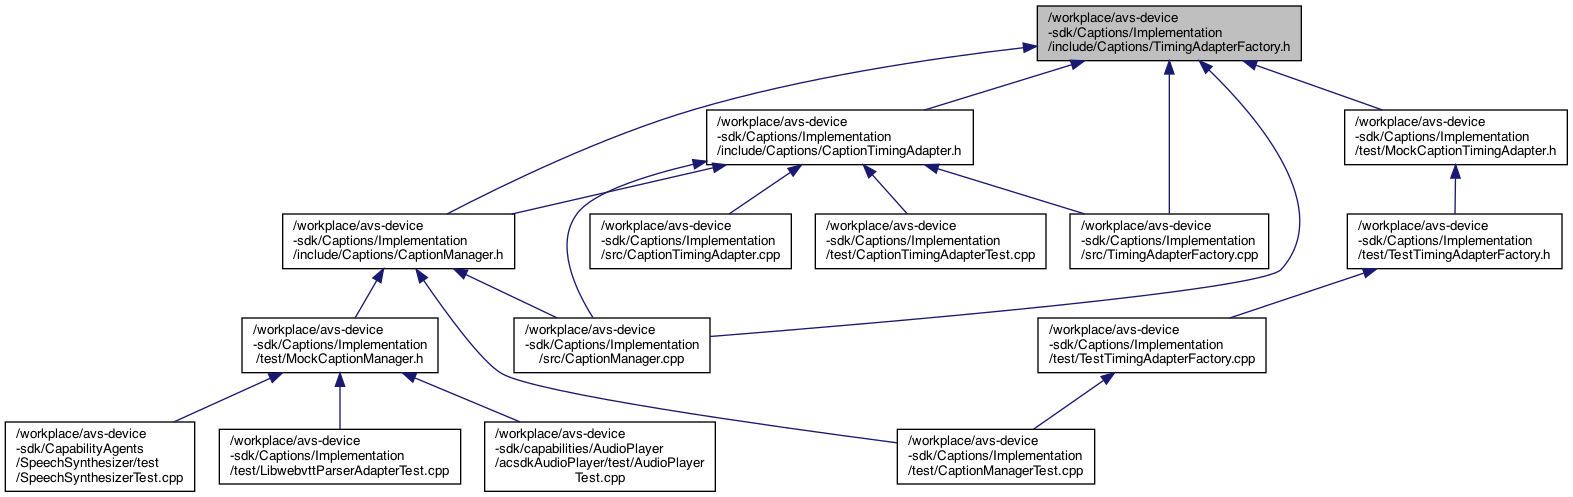 /workplace/avs-device
-sdk/Captions/Implementation
/include/Captions/TimingAdapterFactory.h
/workplace/avs-device
-sdk/Captions/Implementation
/include/Captions/CaptionTimingAdapter.h
/workplace/avs-device
-sdk/Captions/Implementation
/test/MockCaptionTimingAdapter.h
/workplace/avs-device
-sdk/Captions/Implementation
/include/Captions/CaptionManager.h
/workplace/avs-device
-sdk/Captions/Implementation
/src/CaptionTimingAdapter.cpp
/workplace/avs-device
-sdk/Captions/Implementation
/test/CaptionTimingAdapterTest.cpp
/workplace/avs-device
-sdk/Captions/Implementation
/src/TimingAdapterFactory.cpp
/workplace/avs-device
-sdk/Captions/Implementation
/test/TestTimingAdapterFactory.h
/workplace/avs-device
-sdk/Captions/Implementation
/test/MockCaptionManager.h
/workplace/avs-device
-sdk/Captions/Implementation
/src/CaptionManager.cpp
/workplace/avs-device
-sdk/Captions/Implementation
/test/TestTimingAdapterFactory.cpp
/workplace/avs-device
-sdk/CapabilityAgents
/SpeechSynthesizer/test
/SpeechSynthesizerTest.cpp
/workplace/avs-device
-sdk/Captions/Implementation
/test/LibwebvttParserAdapterTest.cpp
/workplace/avs-device
-sdk/capabilities/AudioPlayer
/acsdkAudioPlayer/test/AudioPlayer
Test.cpp
/workplace/avs-device
-sdk/Captions/Implementation
/test/CaptionManagerTest.cpp